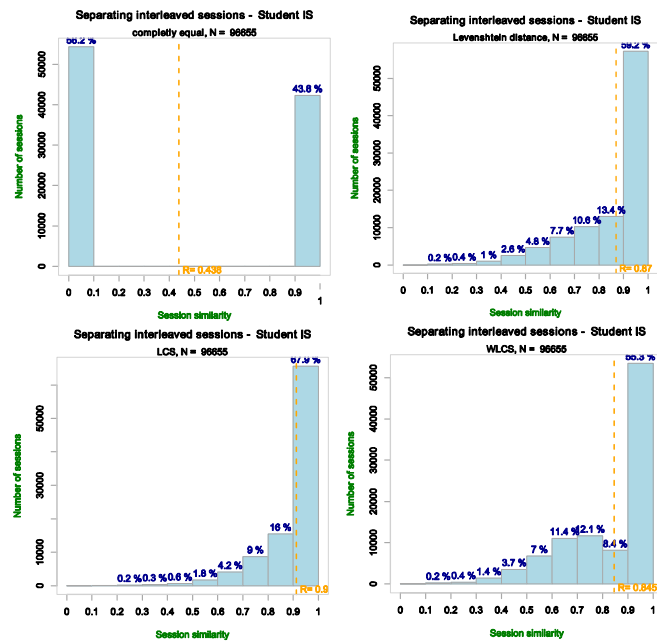 Separating interleaved sessions - Student IS
completly equal, N = 96655
56.2 %
43.8 %
Number of sessions
0
10000
20000
30000
40000
50000
R= 0.438
0 0.1 0.2 0.3 0.4 0.5 0.6 0.7 0.8 0.9 1
Session similarity
Separating interleaved sessions - Student IS
Levenshtein distance, N = 96655
59.2 %
0.2 % 0.4 % 1 % 2.6 % 4.8 % 7.7 % 10.6 % 13.4 %
Number of sessions
0
10000
20000
30000
40000
50000
R= 0.87
0 0.1 0.2 0.3 0.4 0.5 0.6 0.7 0.8 0.9 1
Session similarity
Separating interleaved sessions - Student IS
LCS, N = 96655
67.9 %
0.2 % 0.3 % 0.6 % 1.8 % 4.2 % 9 % 16 %
Number of sessions
0
10000
30000
50000
R= 0.9
0 0.1 0.2 0.3 0.4 0.5 0.6 0.7 0.8 0.9 1
Session similarity
Separating interleaved sessions - Student IS
WLCS, N = 96655
55.3 %
0.2 % 0.4 % 1.4 % 3.7 % 7 % 11.4 % 12.1 % 8.4 %
Number of sessions
0
10000
20000
30000
40000
50000
R= 0.845
0 0.1 0.2 0.3 0.4 0.5 0.6 0.7 0.8 0.9 1
Session similarity